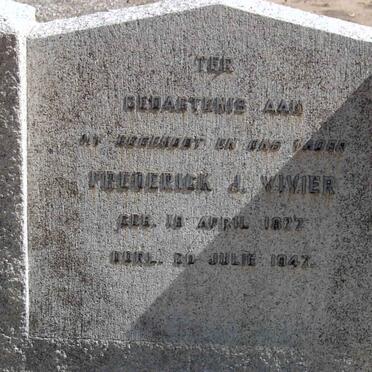 TER
GEDAGTENIS AAN
MY EGGENOOT EN ONS VADER
FREDERICK J. VIVIER
GEB. 18 APRIL 1877
OORL. 20 JULIE 1947.